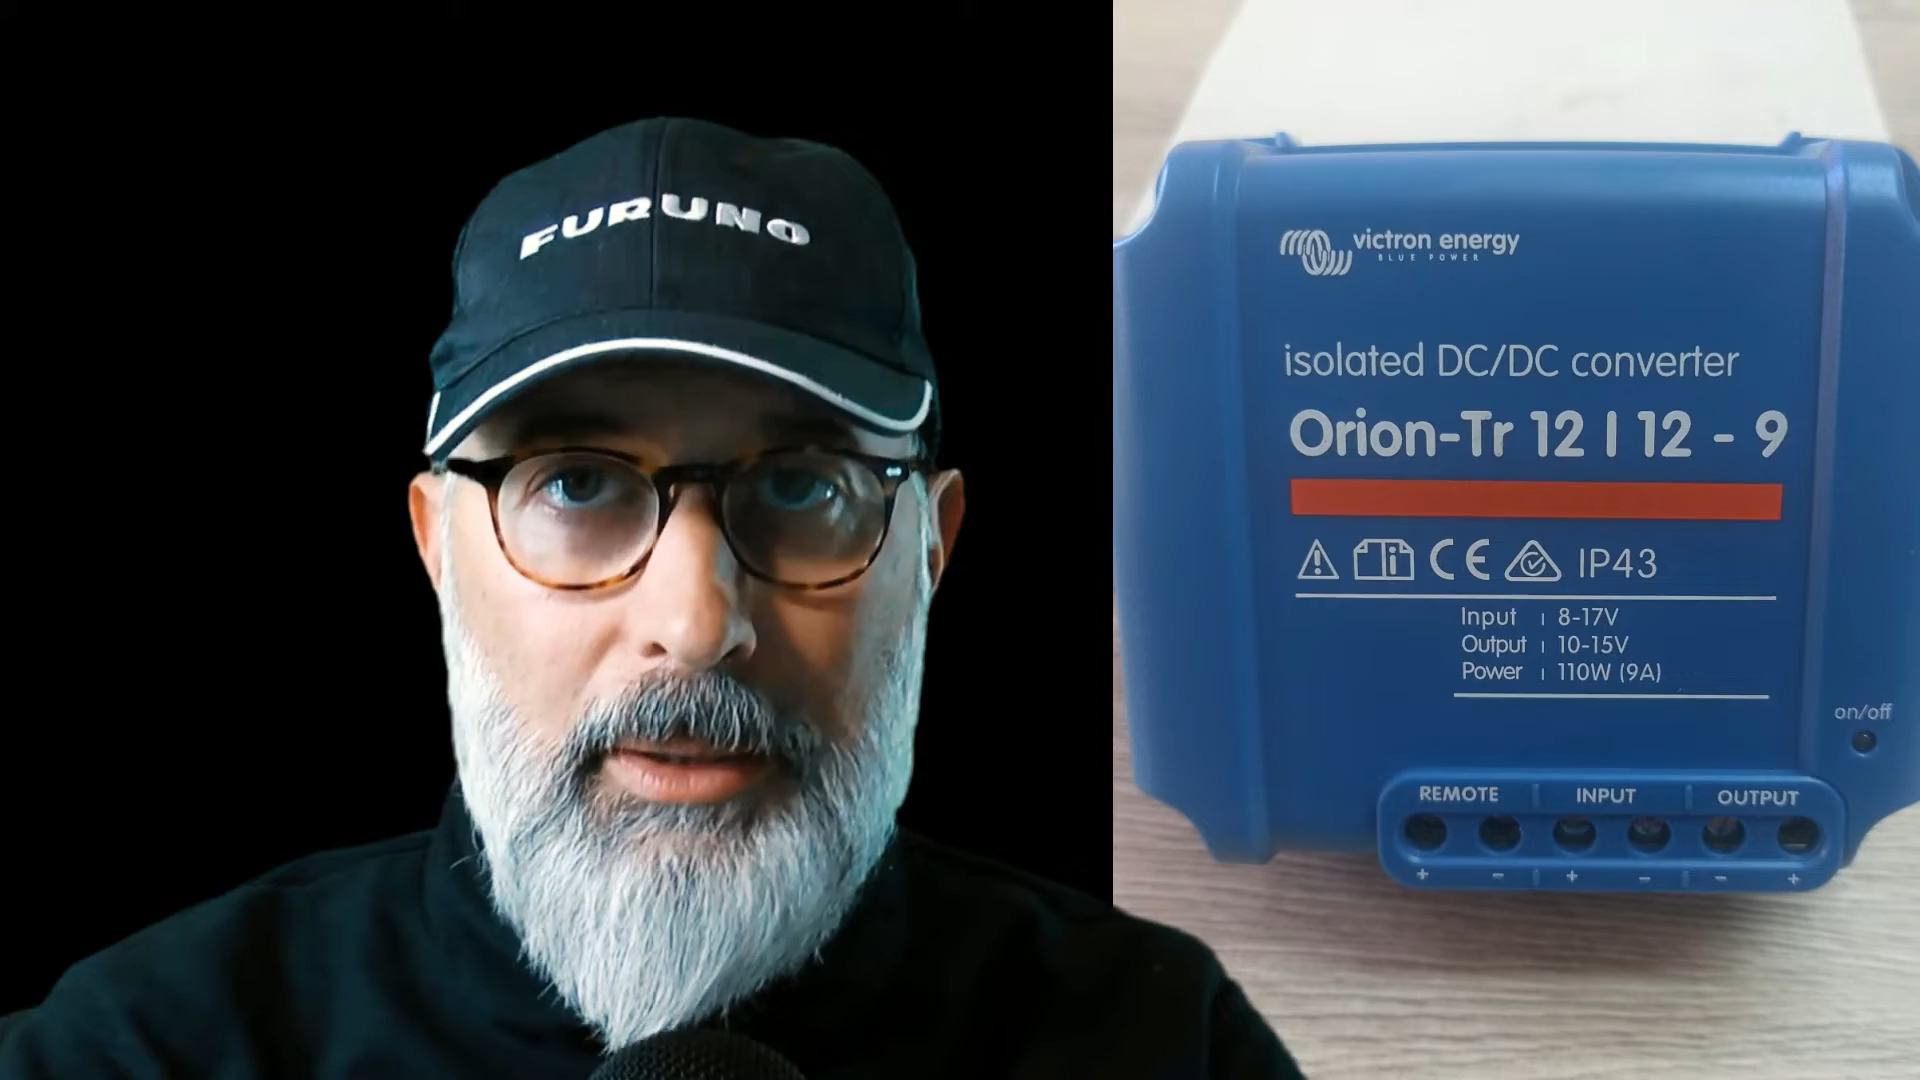 FURUNO
victron energy
BLUE POWER
isolated DC/DC converter
Orion-Tr 12 | 12 - 9
CE IP43
Input : 8-17V
Output : 10-15V
Power : 110W (9A)
on/off
REMOTE INPUT OUTPUT
+ - + - - +